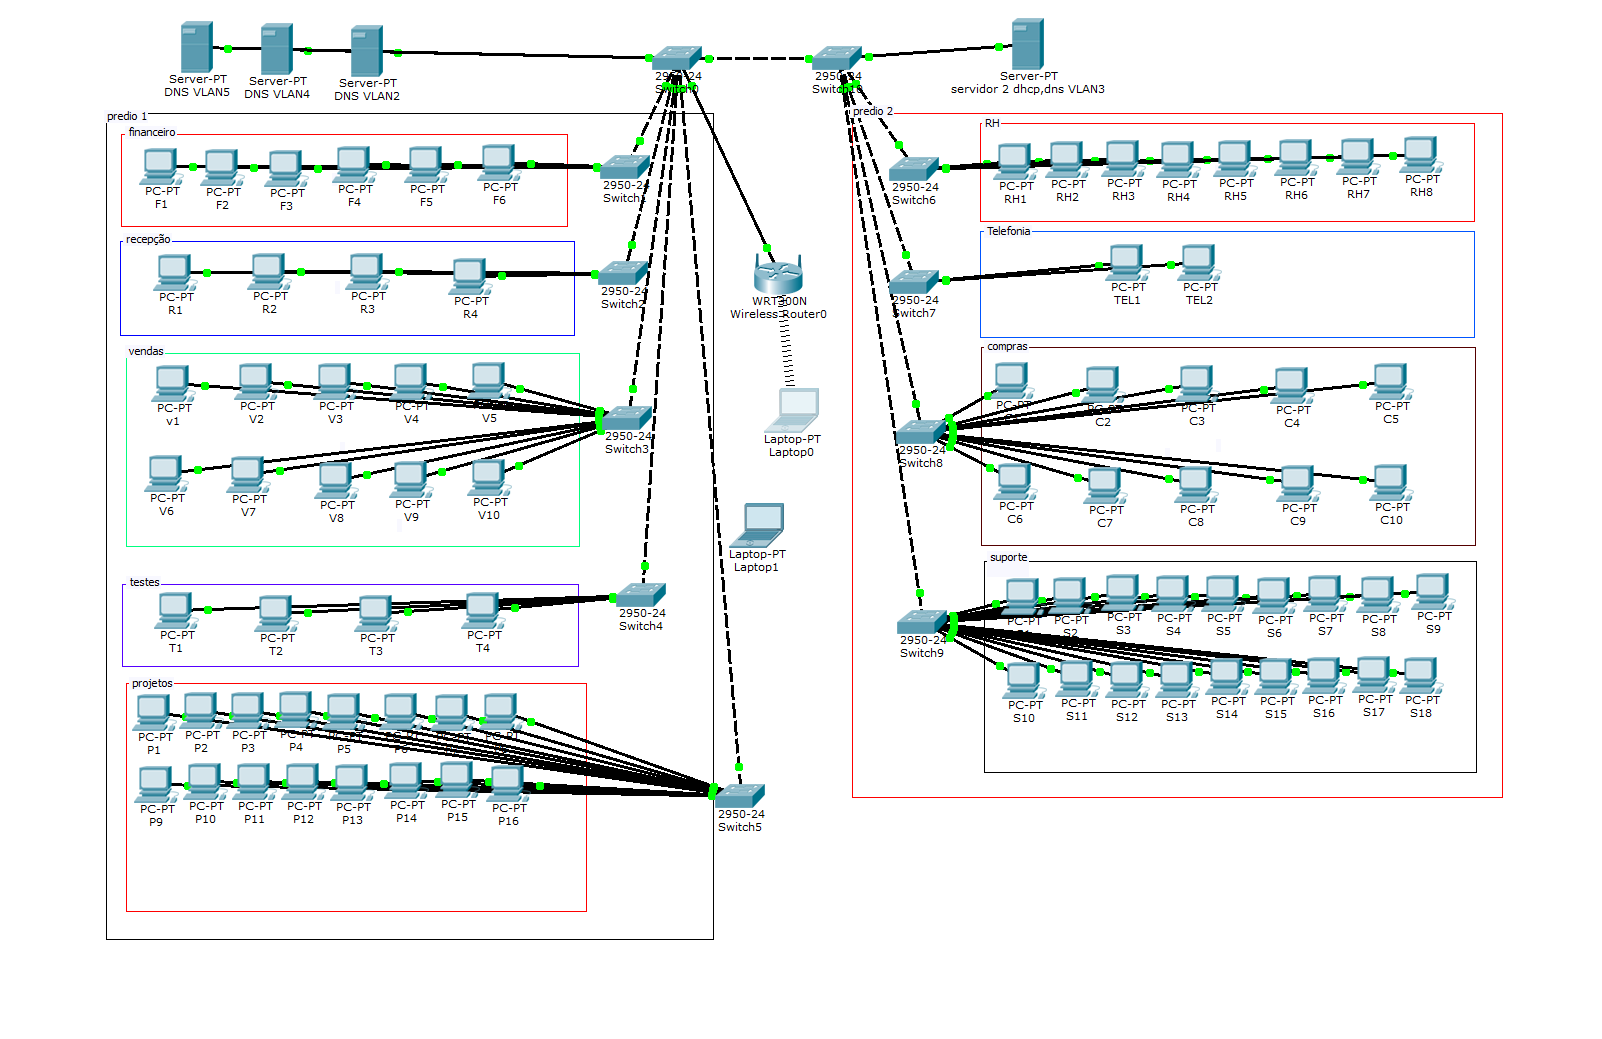 Server-PT
DNS VLAN5
Server-PT
DNS VLAN4
Server-PT
DNS VLAN2
2950-24
Switch0
2950-24
Server-PT
servidor 2 dhcp,dns VLAN3
predio 1
financeiro
PC-PT
F1
PC-PT
F2
PC-PT
F3
PC-PT
F4
PC-PT
F5
PC-PT
F6
2950-24
Switch1
recepção
PC-PT
R1
PC-PT
R2
PC-PT
R3
PC-PT
R4
2950-24
Switch2
vendas
PC-PT
v1
PC-PT
V2
PC-PT
V3
PC-PT
V4
PC-PT
V5
PC-PT
V6
PC-PT
V7
PC-PT
V8
PC-PT
V9
PC-PT
V10
2950-24
Switch3
testes
PC-PT
T1
PC-PT
T2
PC-PT
T3
PC-PT
T4
2950-24
Switch4
projetos
PC-PT
P1
PC-PT
P2
PC-PT
P3
PC-PT
P4
PC-PT
P5
PC-PT
PC-PT
PC-PT
PC-PT
P9
PC-PT
P10
PC-PT
P11
PC-PT
P12
PC-PT
P13
PC-PT
P14
PC-PT
P15
PC-PT
P16
2950-24
Switch5
WRT300N
Wireless Router0
Laptop-PT
Laptop0
Laptop-PT
Laptop1
predio 2
RH
2950-24
Switch6
PC-PT
RH1
PC-PT
RH2
PC-PT
RH3
PC-PT
RH4
PC-PT
RH5
PC-PT
RH6
PC-PT
RH7
PC-PT
RH8
Telefonia
2950-24
Switch7
PC-PT
TEL1
PC-PT
TEL2
compras
2950-24
Switch8
PC-PT
PC-PT
C2
PC-PT
C3
PC-PT
C4
PC-PT
C5
PC-PT
C6
PC-PT
C7
PC-PT
C8
PC-PT
C9
PC-PT
C10
suporte
2950-24
Switch9
PC-PT
PC-PT
S2
PC-PT
S3
PC-PT
S4
PC-PT
S5
PC-PT
S6
PC-PT
S7
PC-PT
S8
PC-PT
S9
PC-PT
S10
PC-PT
S11
PC-PT
S12
PC-PT
S13
PC-PT
S14
PC-PT
S15
PC-PT
S16
PC-PT
S17
PC-PT
S18